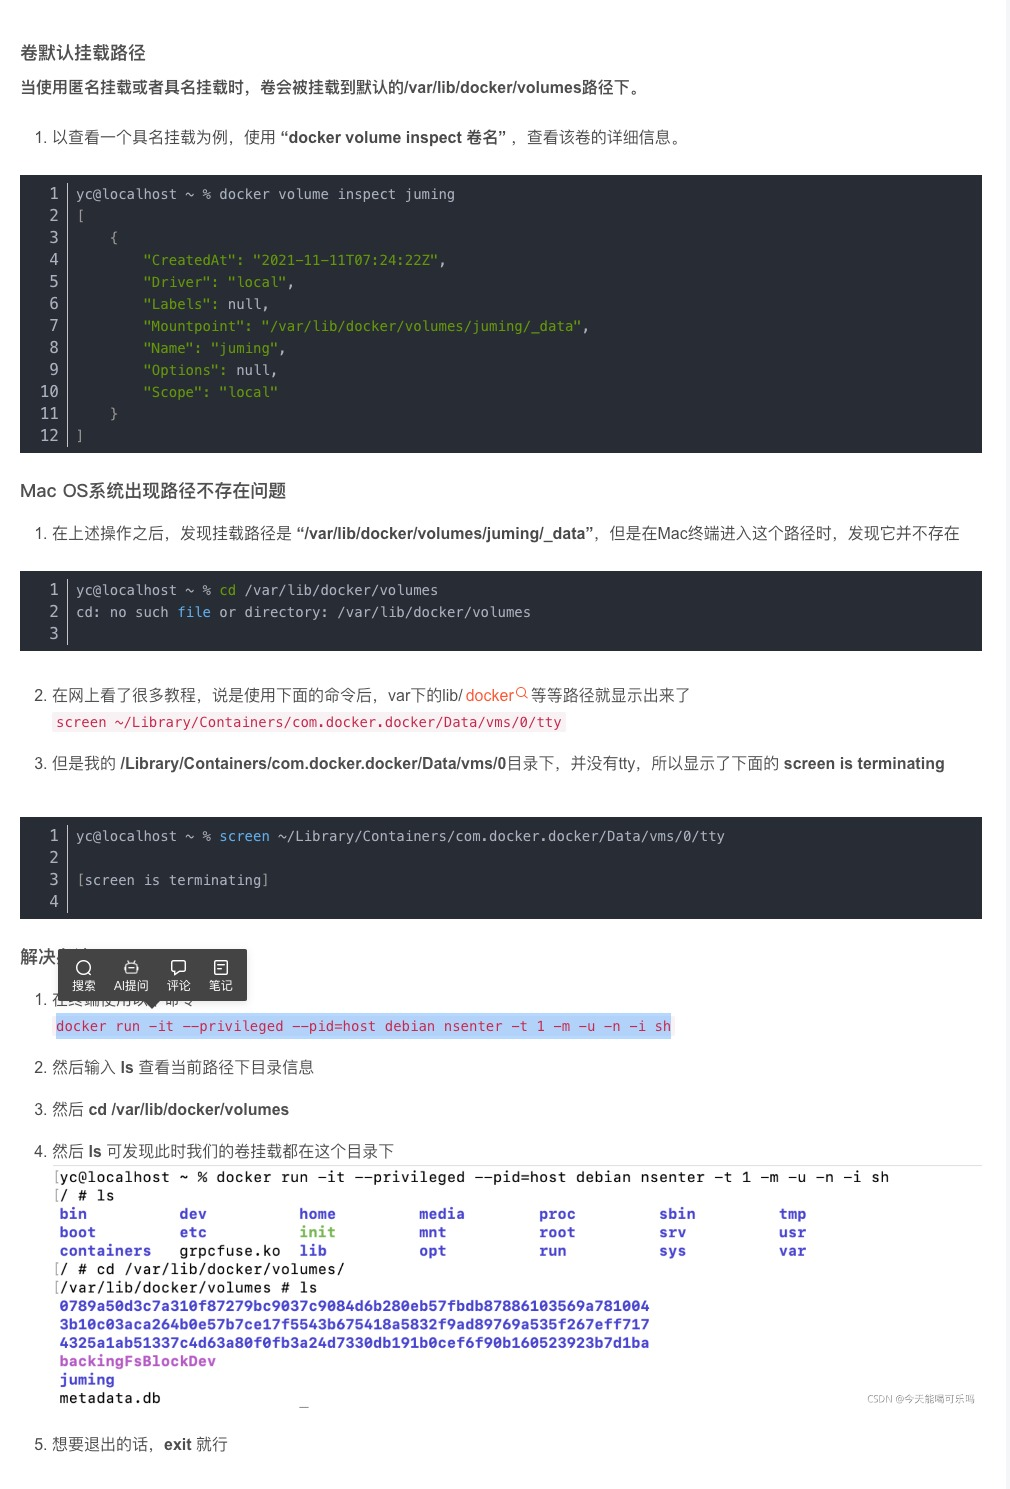 卷默认挂载路径
当使用匿名挂载或者具名挂载时，卷会被挂载到默认的/var/lib/docker/volumes路径下。
1. 以查看一个具名挂载为例，使用 “docker volume inspect 卷名” ，查看该卷的详细信息。
1 yc@localhost ~ % docker volume inspect juming
2 [
3     {
4         "CreatedAt": "2021-11-11T07:24:22Z",
5         "Driver": "local",
6         "Labels": null,
7         "Mountpoint": "/var/lib/docker/volumes/juming/_data",
8         "Name": "juming",
9         "Options": null,
10         "Scope": "local"
11     }
12 ]
Mac OS系统出现路径不存在问题
1. 在上述操作之后，发现挂载路径是 “/var/lib/docker/volumes/juming/_data”，但是在Mac终端进入这个路径时，发现它并不存在
1 yc@localhost ~ % cd /var/lib/docker/volumes
2 cd: no such file or directory: /var/lib/docker/volumes
3
2. 在网上看了很多教程，说是使用下面的命令后，var下的lib/docker等等路径就显示出来了
screen ~/Library/Containers/com.docker.docker/Data/vms/0/tty
3. 但是我的 /Library/Containers/com.docker.docker/Data/vms/0目录下，并没有tty，所以显示了下面的 screen is terminating
1 yc@localhost ~ % screen ~/Library/Containers/com.docker.docker/Data/vms/0/tty
2
3 [screen is terminating]
4
解决
搜索 AI提问 评论 笔记
1. 在终端使用以下命令
docker run -it --privileged --pid=host debian nsenter -t 1 -m -u -n -i sh
2. 然后输入 ls 查看当前路径下目录信息
3. 然后 cd /var/lib/docker/volumes
4. 然后 ls 可发现此时我们的卷挂载都在这个目录下
[yc@localhost ~ % docker run -it --privileged --pid=host debian nsenter -t 1 -m -u -n -i sh
[/ # ls
bin dev home media proc sbin tmp
boot etc init mnt root srv usr
containers grpcfuse.ko lib opt run sys var
[/ # cd /var/lib/docker/volumes/
[/var/lib/docker/volumes # ls
0789a50d3c7a310f87279bc9037c9084d6b280eb57fbdb87886103569a781004
3b10c03aca264b0e57b7ce17f5543b675418a5832f9ad89769a535f267eff717
4325a1ab51337c4d63a80f0fb3a24d7330db191b0cef6f90b160523923b7d1ba
backingFsBlockDev
juming
metadata.db
CSDN @今天能喝可乐吗
5. 想要退出的话，exit 就行